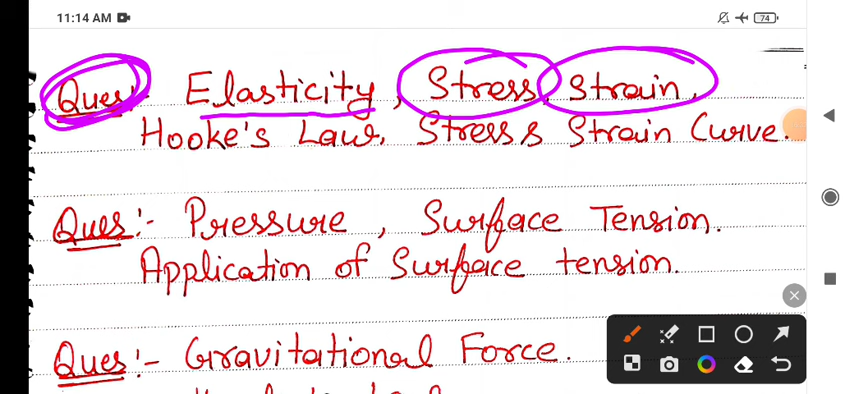 11:14 AM
74
Ques:- Elasticity, Stress, Strain,
Hooke's Law, Stress & Strain Curve.
Ques:- Pressure, Surface Tension.
Application of Surface tension.
Ques:- Gravitational Force.